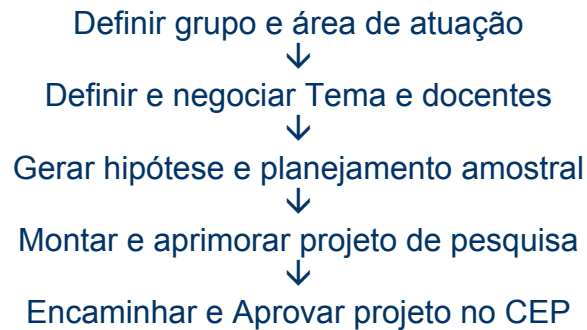 Definir grupo e área de atuação
↓
Definir e negociar Tema e docentes
↓
Gerar hipótese e planejamento amostral
↓
Montar e aprimorar projeto de pesquisa
↓
Encaminhar e Aprovar projeto no CEP